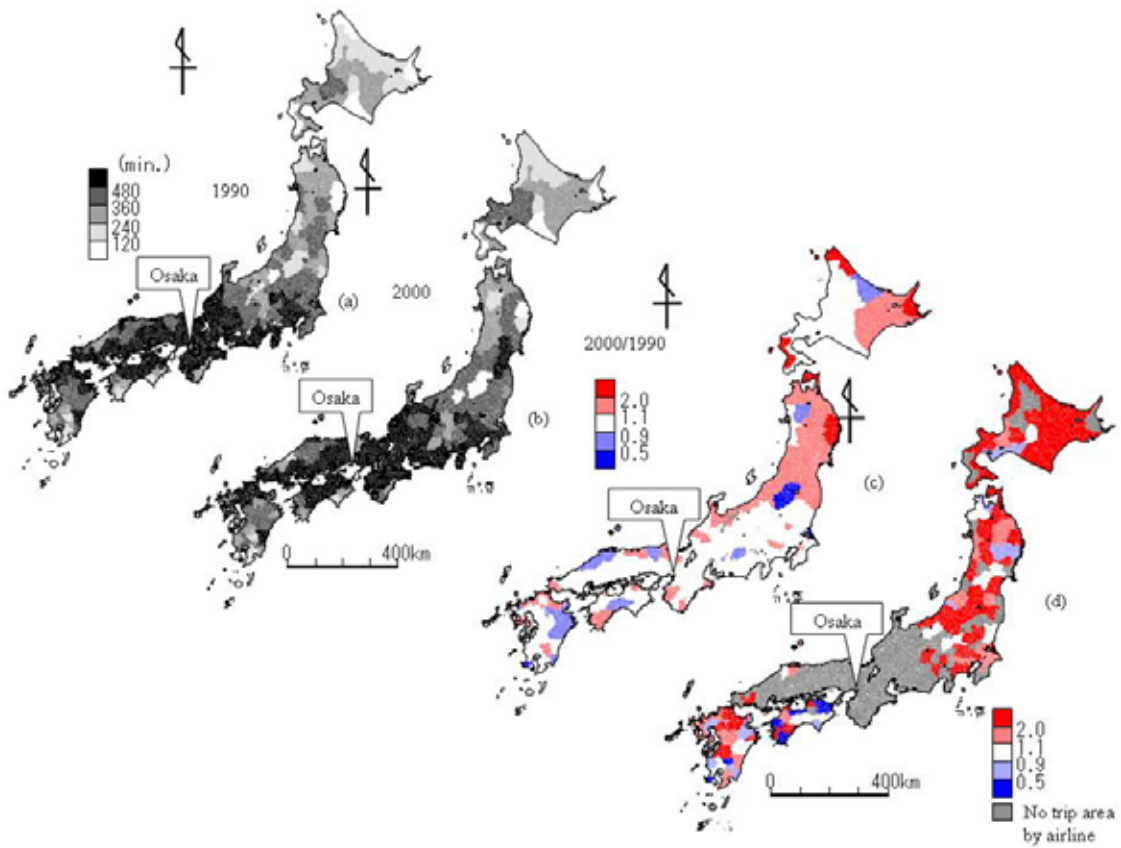 (min.)
480
360
240
120
1990
Osaka
(a)
2000
Osaka
(b)
0
400km
2000/1990
2.0
1.1
0.9
0.5
Osaka
(c)
Osaka
(d)
0
400km
2.0
1.1
0.9
0.5
No trip area
by airline